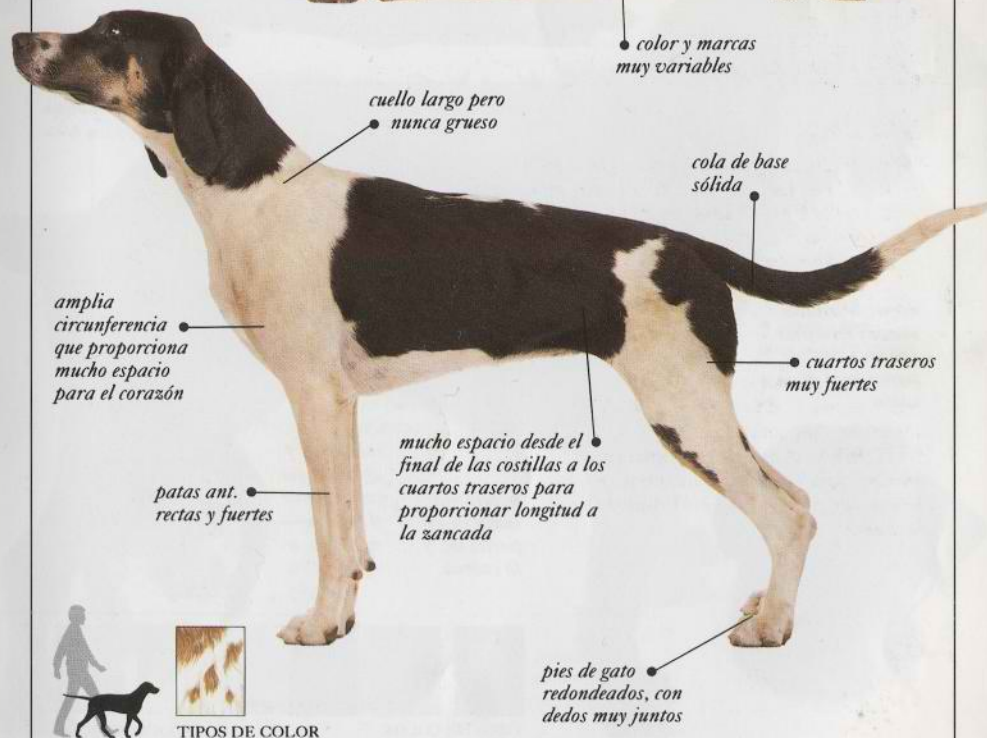 color y marcas
muy variables
cuello largo pero
nunca grueso
cola de base
sólida
amplia
circunferencia
que proporciona
mucho espacio
para el corazón
cuartos traseros
muy fuertes
mucho espacio desde el
final de las costillas a los
cuartos traseros para
proporcionar longitud a
la zancada
patas ant.
rectas y fuertes
pies de gato
redondeados, con
dedos muy juntos
TIPOS DE COLOR